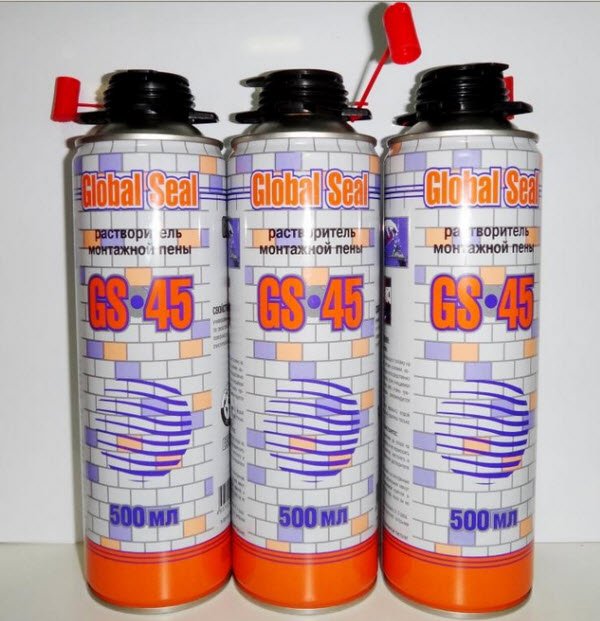 Global Seal
растворитель
монтажной пены
GS·45
500 мл
Global Seal
растворитель
монтажной пены
GS·45
500 мл
Global Seal
растворитель
монтажной пены
GS·45
500 мл